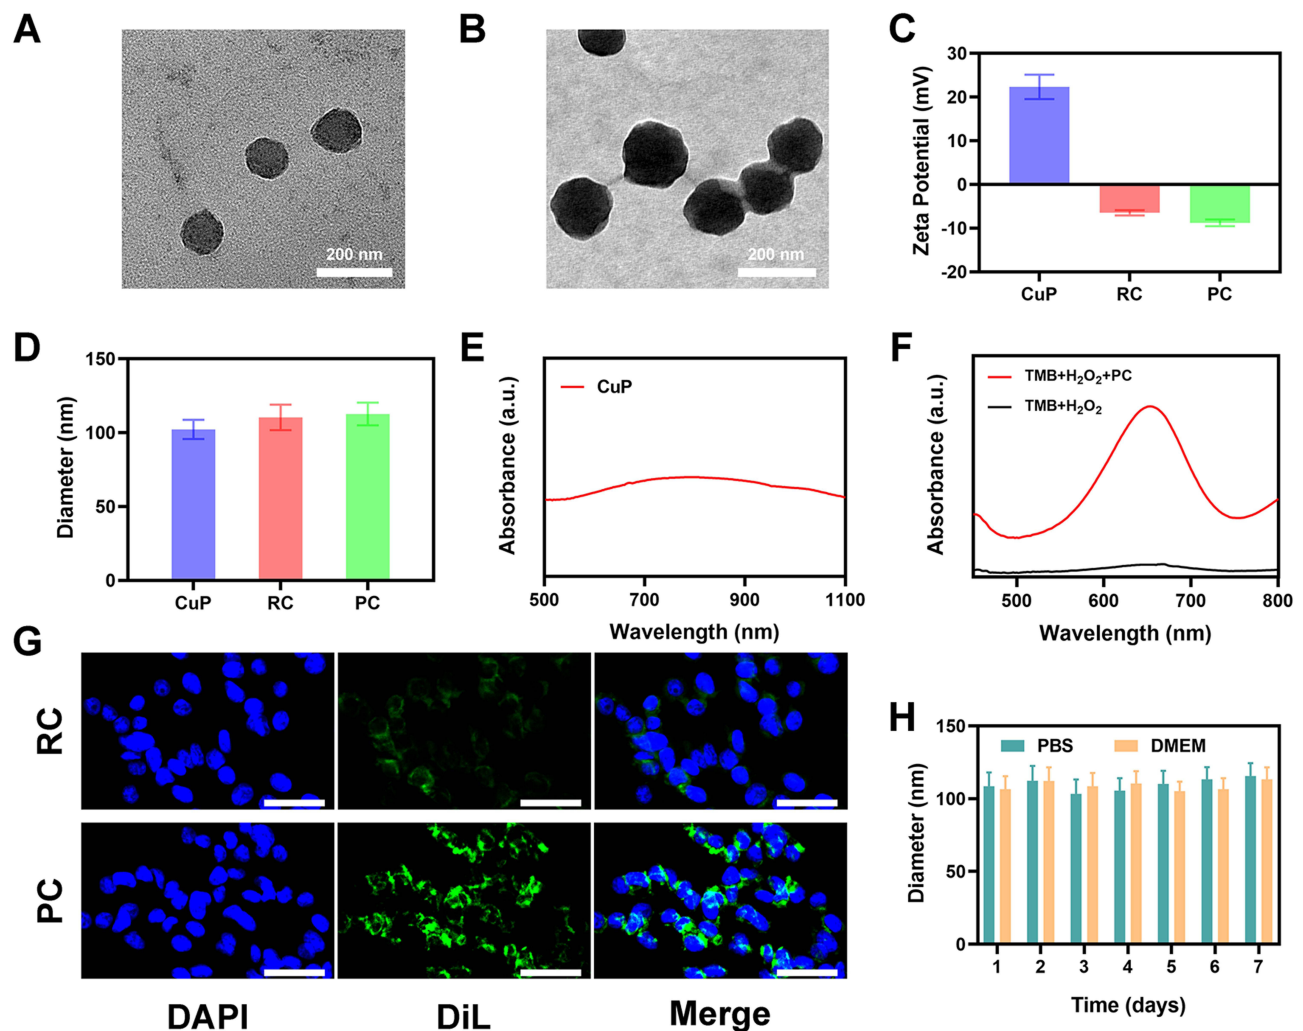 A
200 nm
B
200 nm
C
Zeta Potential (mV)
30
20
10
0
-10
-20
CuP RC PC
D
Diameter (nm)
150
100
50
0
CuP RC PC
E
Absorbance (a.u.)
CuP
500 700 900 1100
Wavelength (nm)
F
Absorbance (a.u.)
TMB+H₂O₂+PC
TMB+H₂O₂
500 600 700 800
Wavelength (nm)
G
RC
PC
DAPI DiL Merge
H
Diameter (nm)
150
100
50
0
PBS DMEM
1 2 3 4 5 6 7
Time (days)